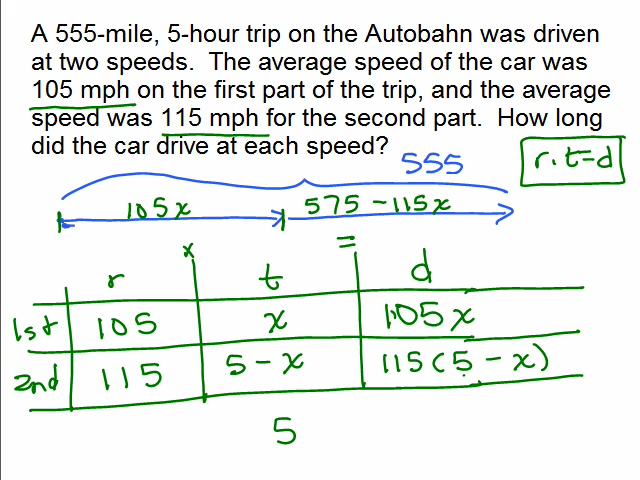 A 555-mile, 5-hour trip on the Autobahn was driven
at two speeds. The average speed of the car was
105 mph on the first part of the trip, and the average
speed was 115 mph for the second part. How long
did the car drive at each speed?
555
r·t=d
105x
575-115x
r x t = d
1st 105 x 105x
2nd 115 5-x 115(5-x)
5